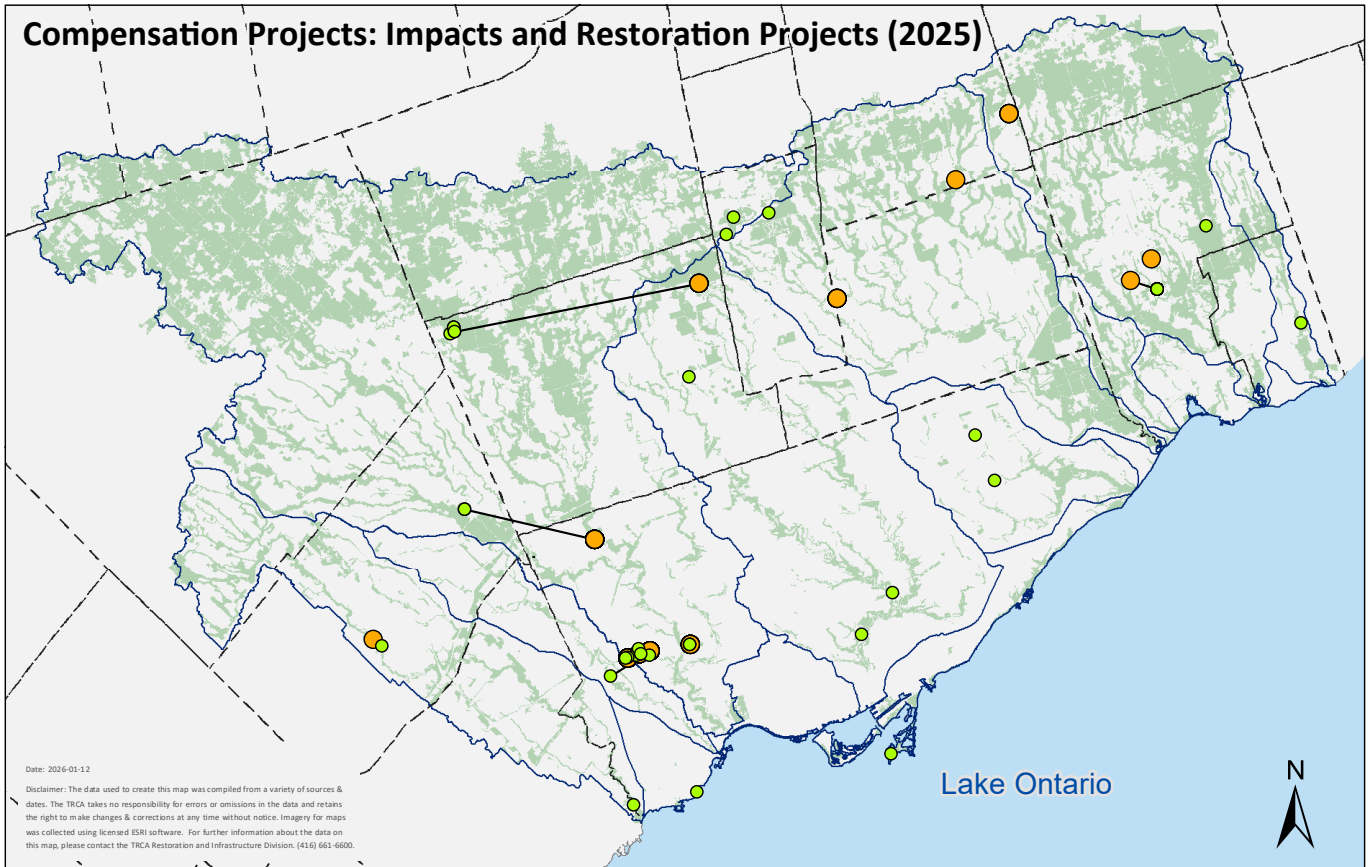 Compensation Projects: Impacts and Restoration Projects (2025)
N
Lake Ontario
Date: 2026-01-12
Disclaimer: The data used to create this map was compiled from a variety of sources &
dates. The TRCA takes no responsibility for errors or omissions in the data and retains
the right to make changes & corrections at any time without notice. Imagery for maps
was collected using licensed ESRI software. For further information about the data on
this map, please contact the TRCA Restoration and Infrastructure Division. (416) 661-6600.